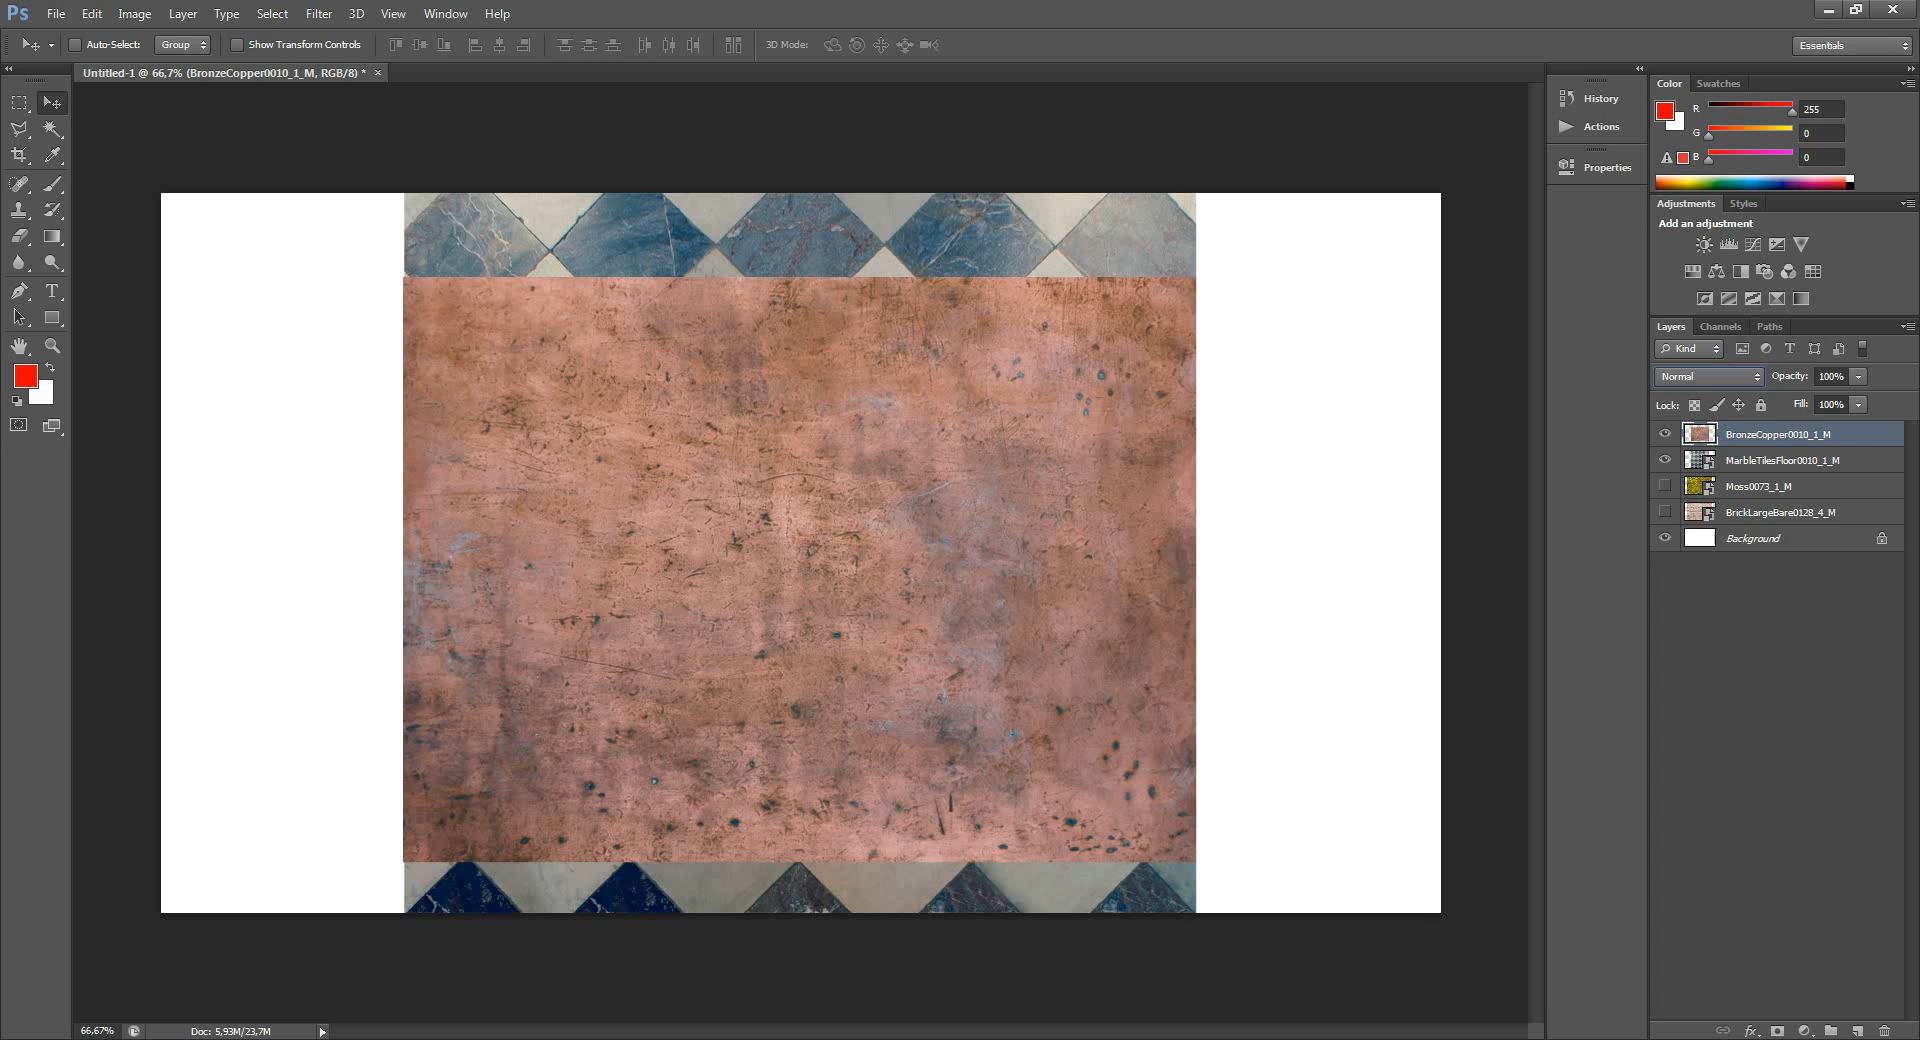 Ps File Edit Image Layer Type Select Filter 3D View Window Help
Auto-Select: Group Show Transform Controls 3D Mode: Essentials
Untitled-1 @ 66,7% (BronzeCopper0010_1_M, RGB/8) * ×
History
Actions
Properties
Color Swatches
R 255
G 0
B 0
Adjustments Styles
Add an adjustment
Layers Channels Paths
Kind
Normal Opacity: 100%
Lock: Fill: 100%
BronzeCopper0010_1_M
MarbleTilesFloor0010_1_M
Moss0073_1_M
BrickLargeBare0128_4_M
Background
66,67% Doc: 5,93M/23,7M
fx